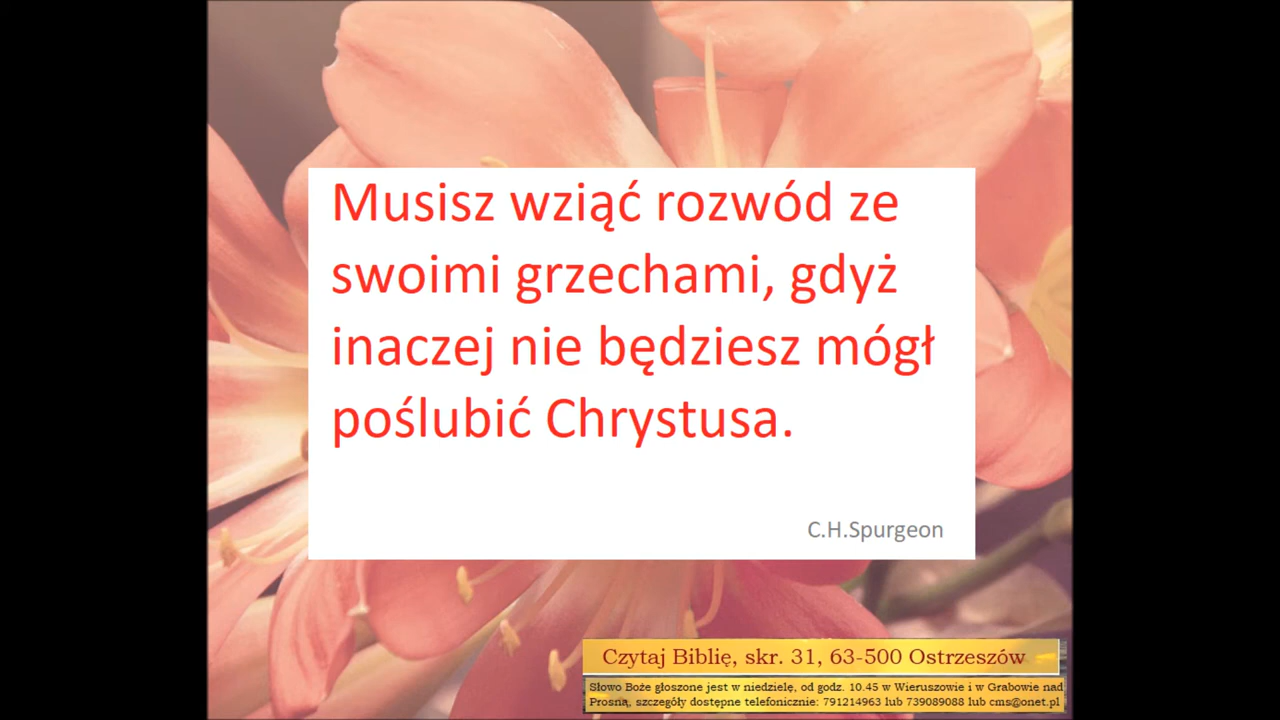 Musisz wziąć rozwód ze
swoimi grzechami, gdyż
inaczej nie będziesz mógł
poślubić Chrystusa.
C.H.Spurgeon
Czytaj Biblię, skr. 31, 63-500 Ostrzeszów
Słowo Boże głoszone jest w niedzielę, od godz. 10.45 w Wieruszowie i w Grabowie nad
Prosną, szczegóły dostępne telefonicznie: 791214963 lub 739089088 lub cms@onet.pl